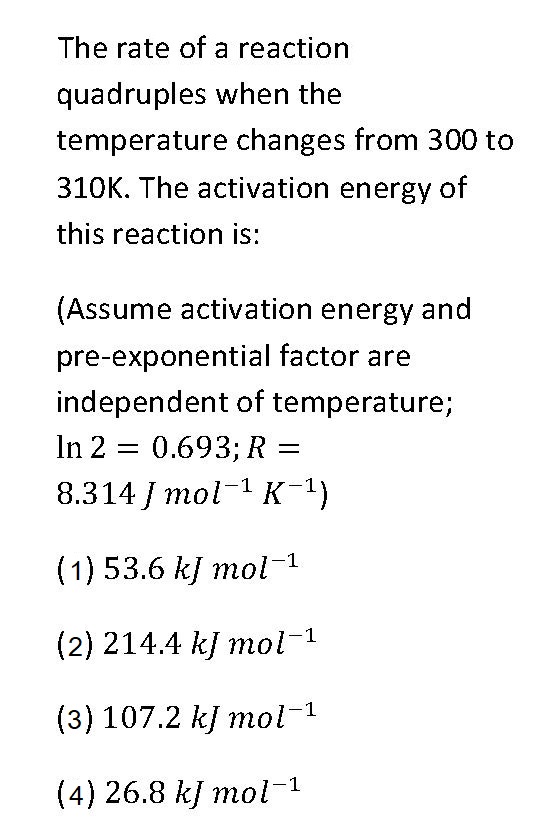 The rate of a reaction
quadruples when the
temperature changes from 300 to
310K. The activation energy of
this reaction is:
(Assume activation energy and
pre-exponential factor are
independent of temperature;
ln 2 = 0.693; R =
8.314 J mol⁻¹ K⁻¹)
(1) 53.6 kJ mol⁻¹
(2) 214.4 kJ mol⁻¹
(3) 107.2 kJ mol⁻¹
(4) 26.8 kJ mol⁻¹